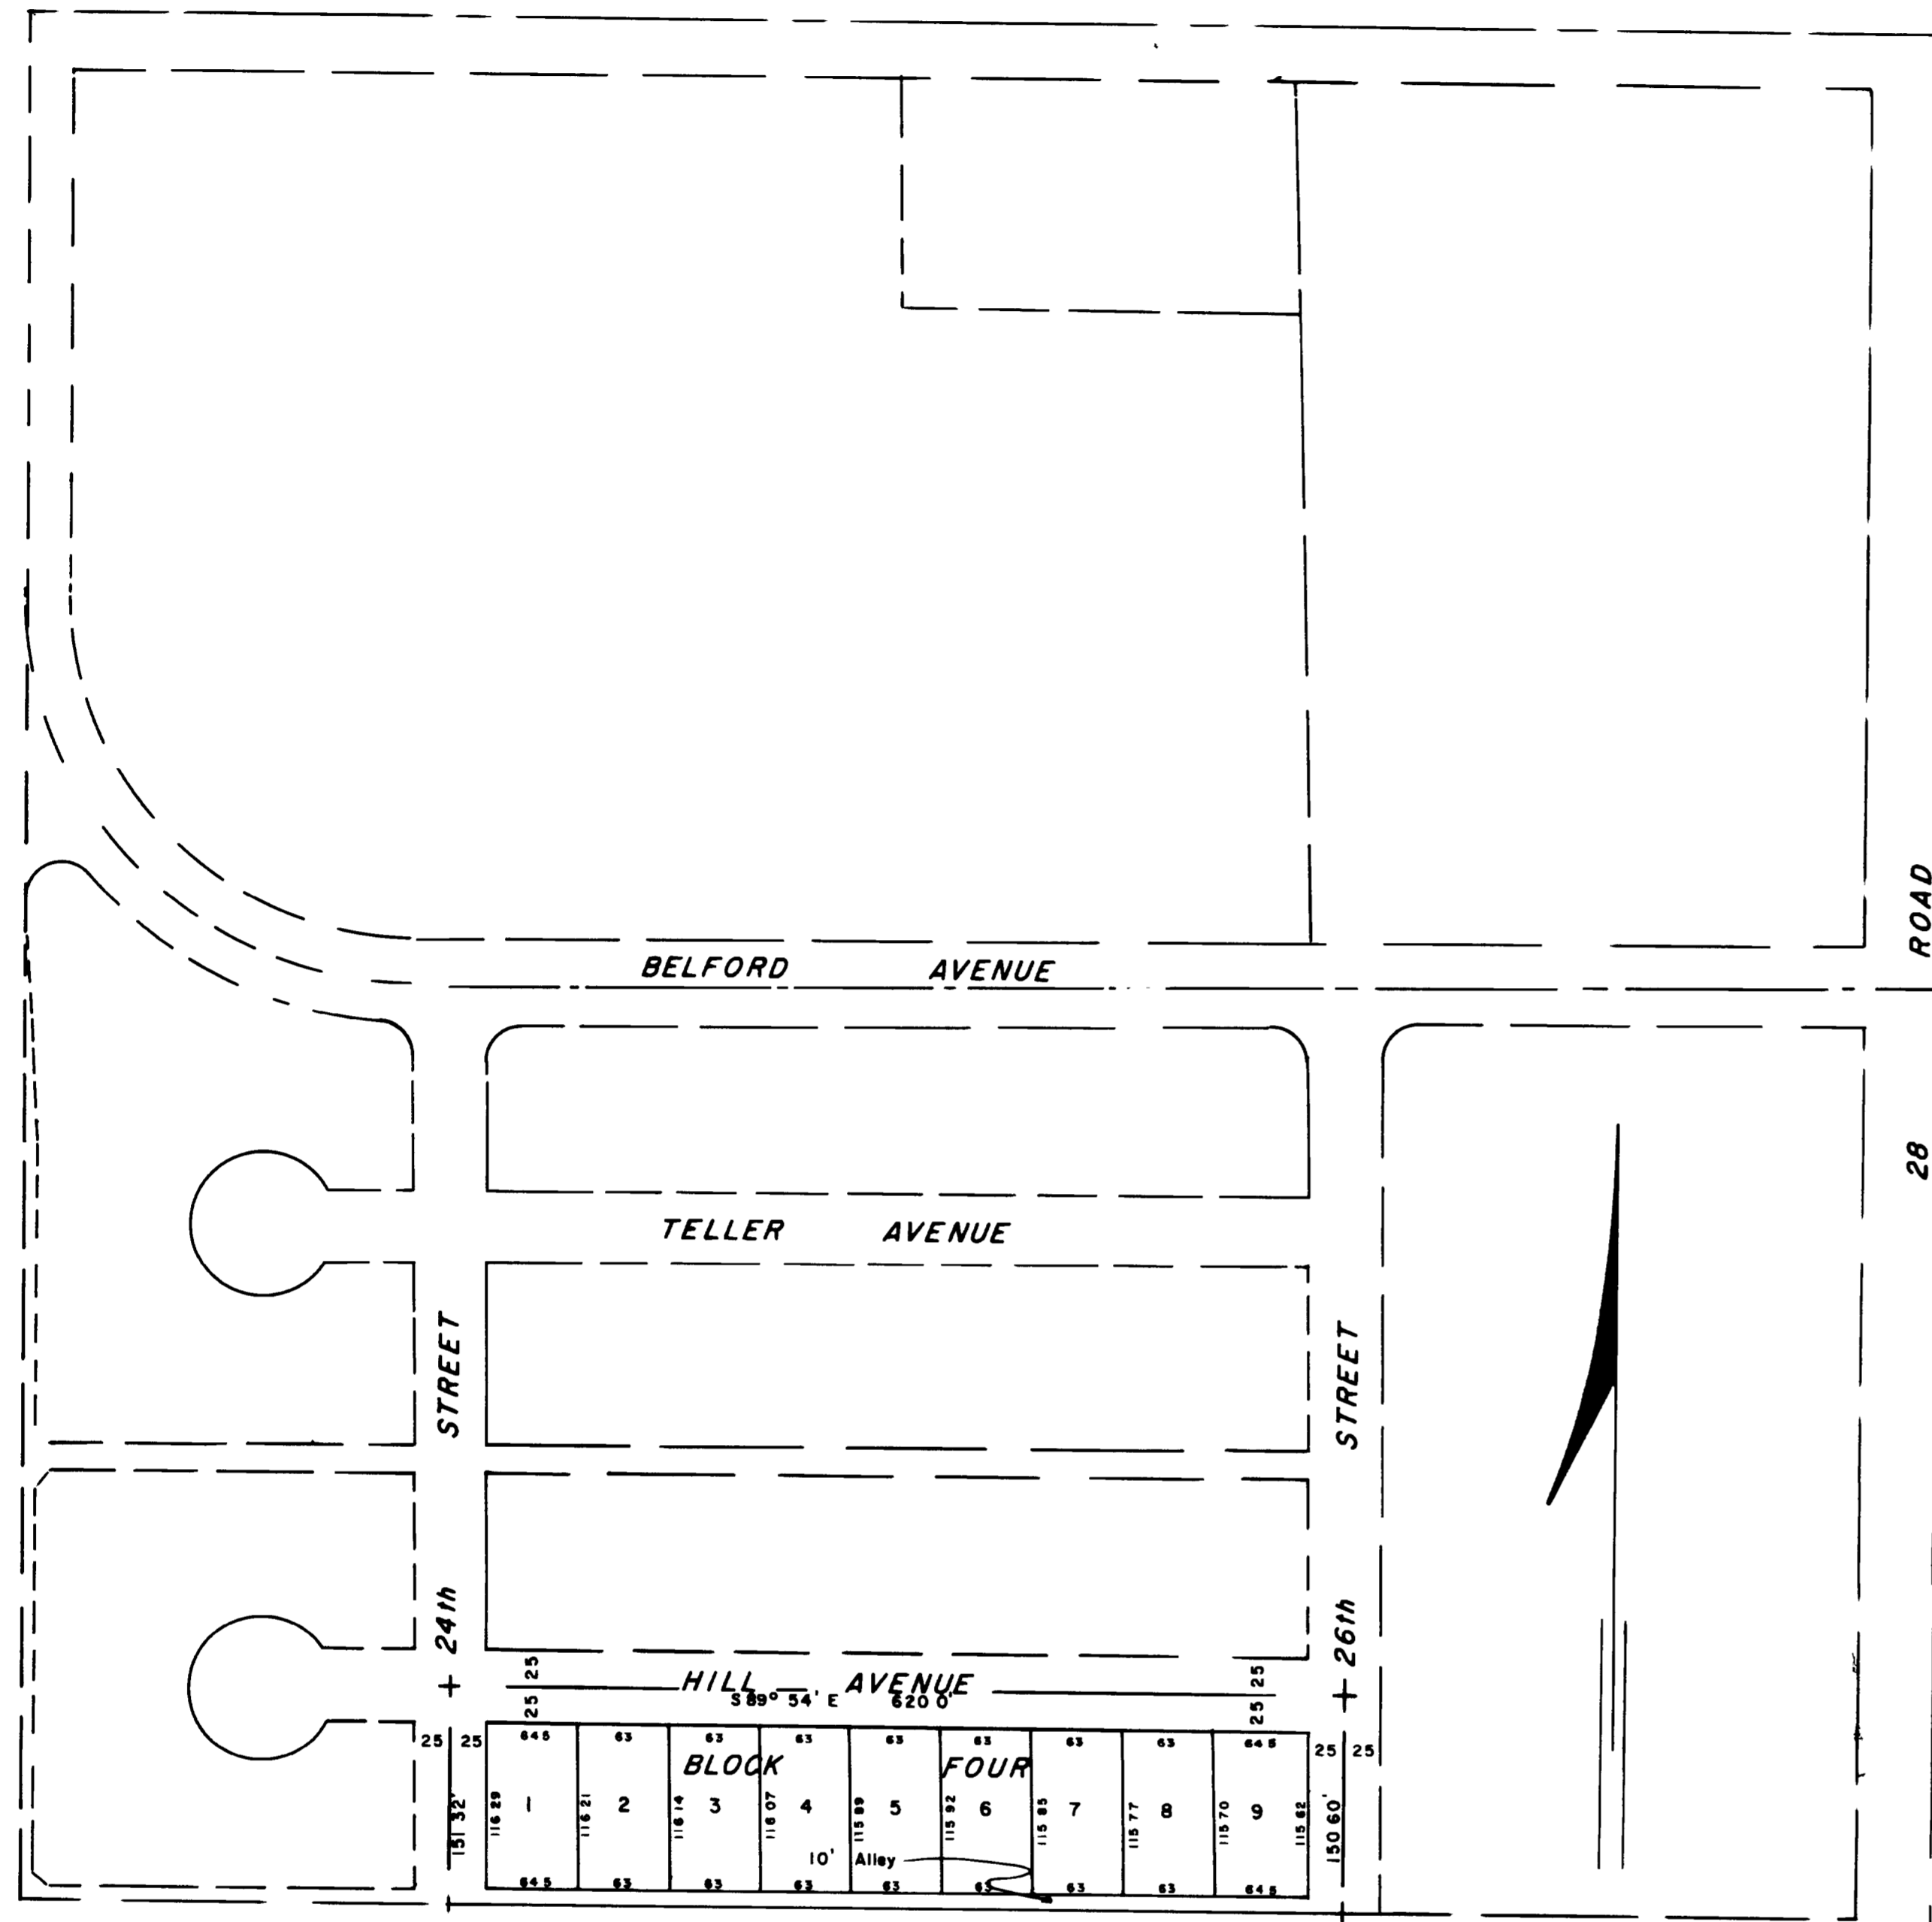 ROAD
BELFORD AVENUE
28
TELLER AVENUE
STREET
STREET
24th
26th
25
25
HILL AVENUE
S 89° 54' E 620 0'
25
25
25 25
64 5 63 63 63 63 63 63 63 64 5
25 25
BLOCK FOUR
151 32'
116 29
1
116 21
2
116 14
3
116 07
4
115 89
5
115 92
6
115 85
7
115 77
8
115 70
9
115 62
150 60'
10' Alley
64 5 63 63 63 63 63 63 63 64 5